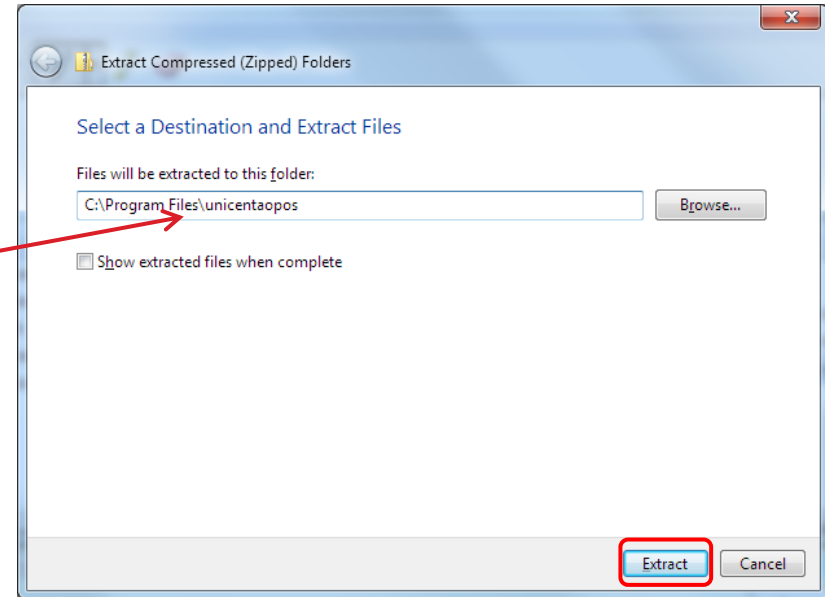 Extract Compressed (Zipped) Folders
Select a Destination and Extract Files
Files will be extracted to this folder:
C:\Program Files\unicentaopos
Browse...
Show extracted files when complete
Extract
Cancel